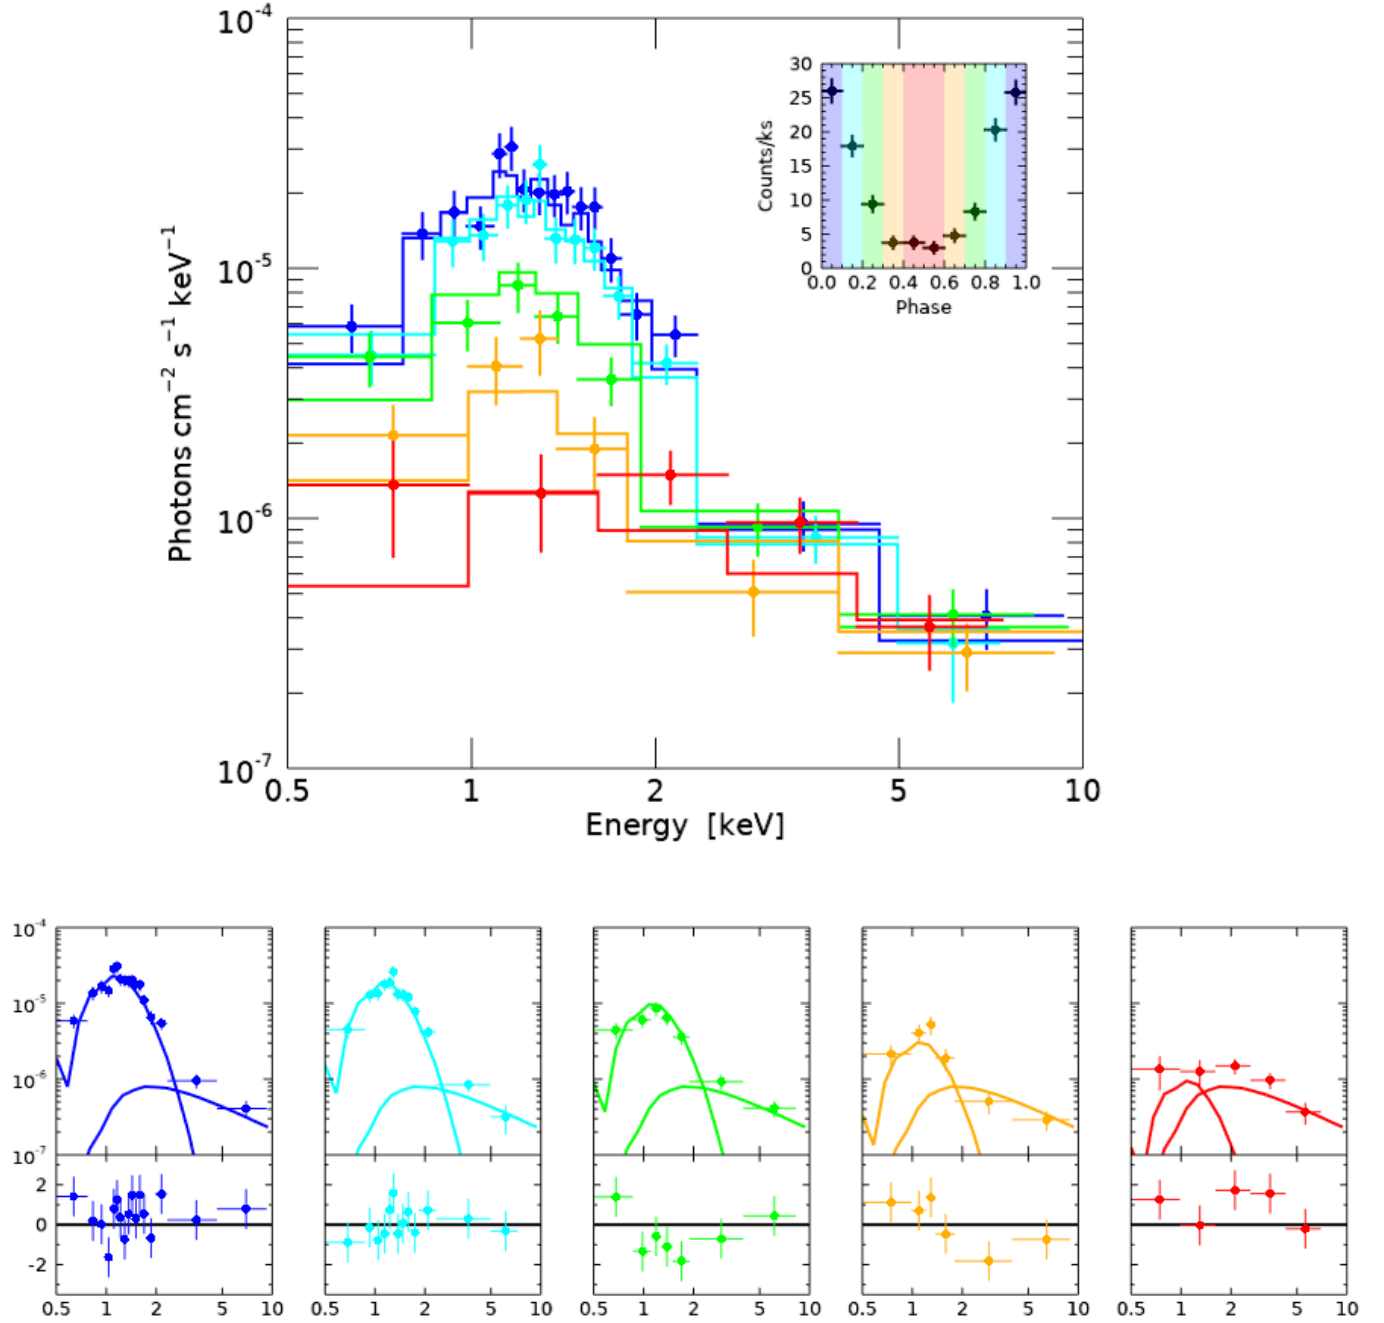 10⁻⁴
10⁻⁵
10⁻⁶
10⁻⁷
Photons cm⁻² s⁻¹ keV⁻¹
0.5 1 2 5 10
Energy [keV]
30
25
20
15
10
5
0
Counts/ks
0.0 0.2 0.4 0.6 0.8 1.0
Phase
10⁻⁴
10⁻⁵
10⁻⁶
10⁻⁷
2
0
-2
0.5 1 2 5 10 0.5 1 2 5 10 0.5 1 2 5 10 0.5 1 2 5 10 0.5 1 2 5 10